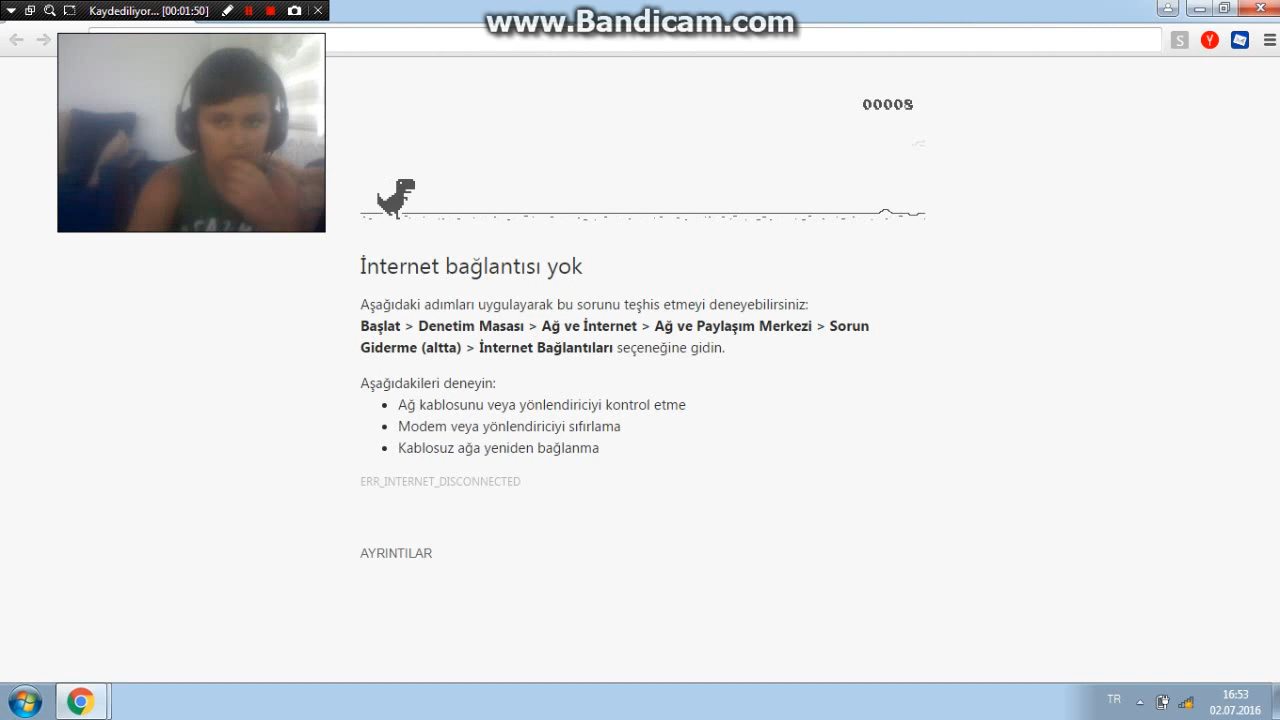 Kaydediliyor... [00:01:50]
www.Bandicam.com
S
Y
00008
İnternet bağlantısı yok
Aşağıdaki adımları uygulayarak bu sorunu teşhis etmeyi deneyebilirsiniz:
Başlat > Denetim Masası > Ağ ve İnternet > Ağ ve Paylaşım Merkezi > Sorun
Giderme (altta) > İnternet Bağlantıları seçeneğine gidin.
Aşağıdakileri deneyin:
Ağ kablosunu veya yönlendiriciyi kontrol etme
Modem veya yönlendiriciyi sıfırlama
Kablosuz ağa yeniden bağlanma
ERR_INTERNET_DISCONNECTED
AYRINTILAR
TR
16:53
02.07.2016